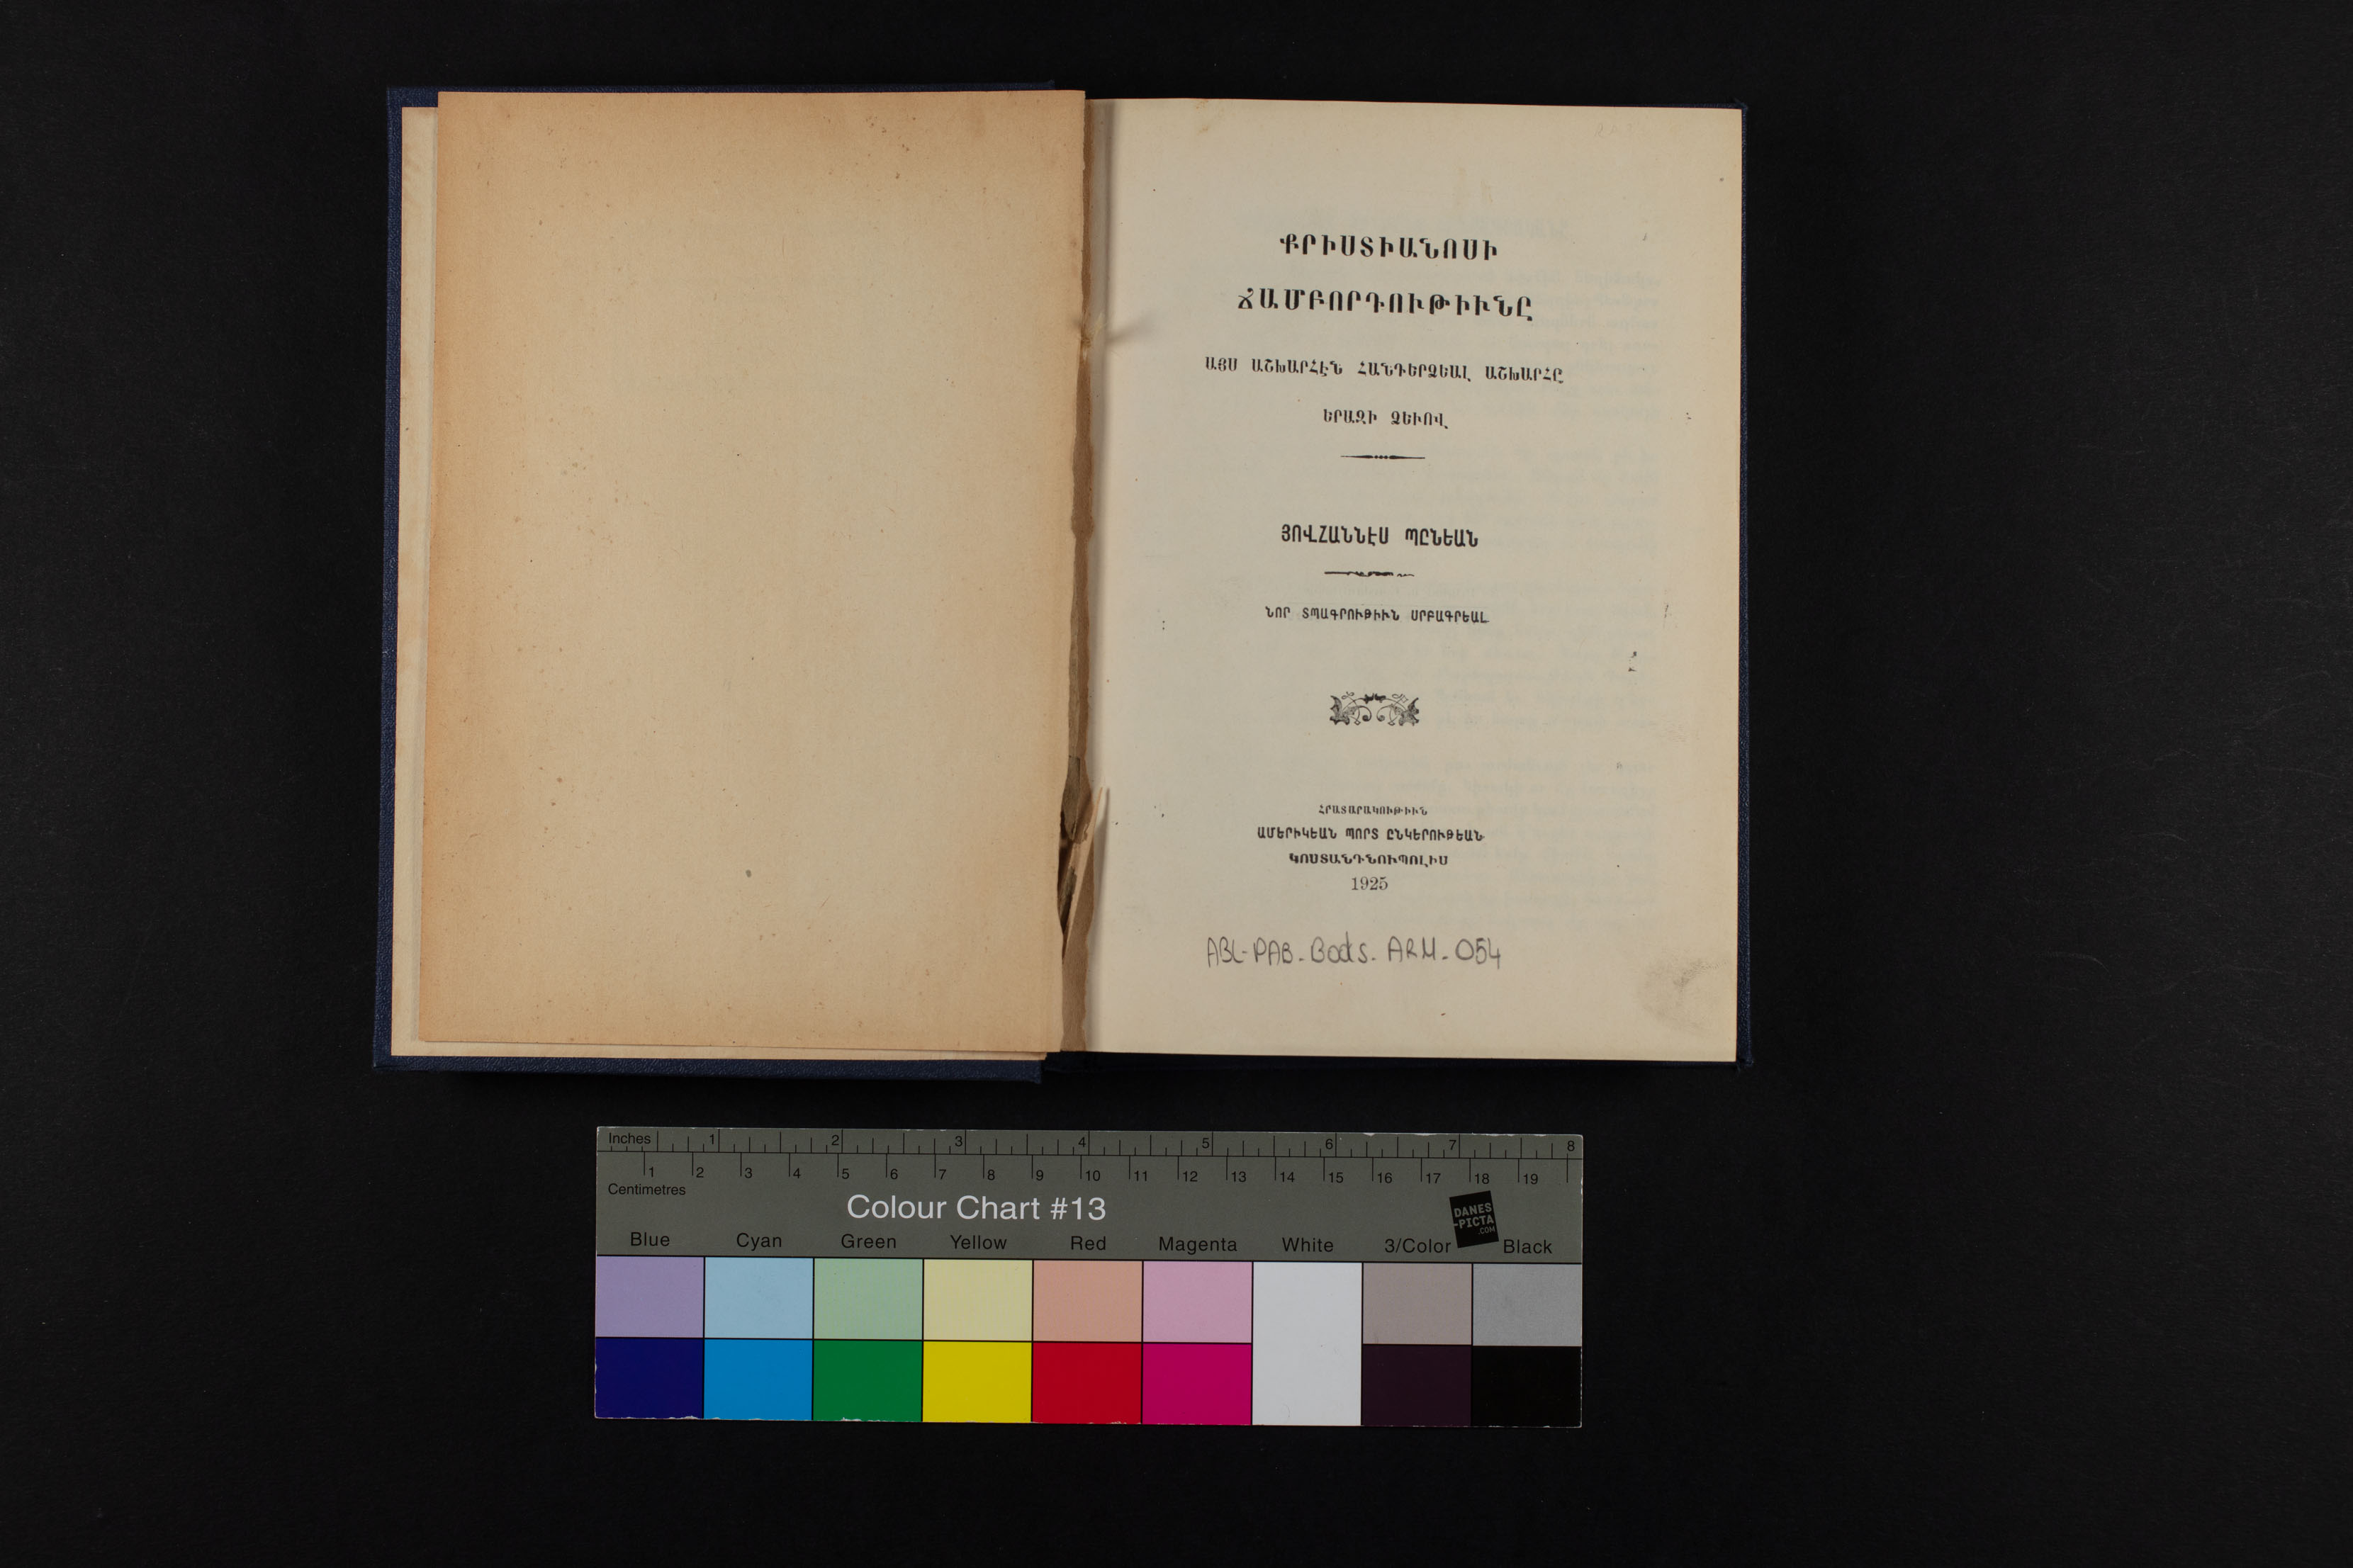 ՔՐԻՍՏԻԱՆՈՍԻ
ՃԱՄԲՈՐԴՈՒԹԻՒՆԸ
ԱՅՍ ԱՇԽԱՐՀԷՆ ՀԱՆԴԵՐՁԵԱԼ ԱՇԽԱՐՀԸ
ԵՐԱԶԻ ՁԵՒՈՎ
ՅՈՎՀԱՆՆԷՍ ՊԸՆԵԱՆ
ՆՈՐ ՏՊԱԳՐՈՒԹԻՒՆ ՍՐԲԱԳՐԵԱԼ
ՀՐԱՏԱՐԱԿՈՒԹԻՒՆ
ԱՄԵՐԻԿԵԱՆ ՊՈՐՏ ԸՆԿԵՐՈՒԹԵԱՆ
ԿՈՍՏԱՆԴՆՈՒՊՈԼԻՍ
1925
ABL-PAB-Books-ARM-054
Inches 1 2 3 4 5 6 7 8
1 2 3 4 5 6 7 8 9 10 11 12 13 14 15 16 17 18 19
Centimetres
Colour Chart #13
DANES
-PICTA
.COM
Blue Cyan Green Yellow Red Magenta White 3/Color Black